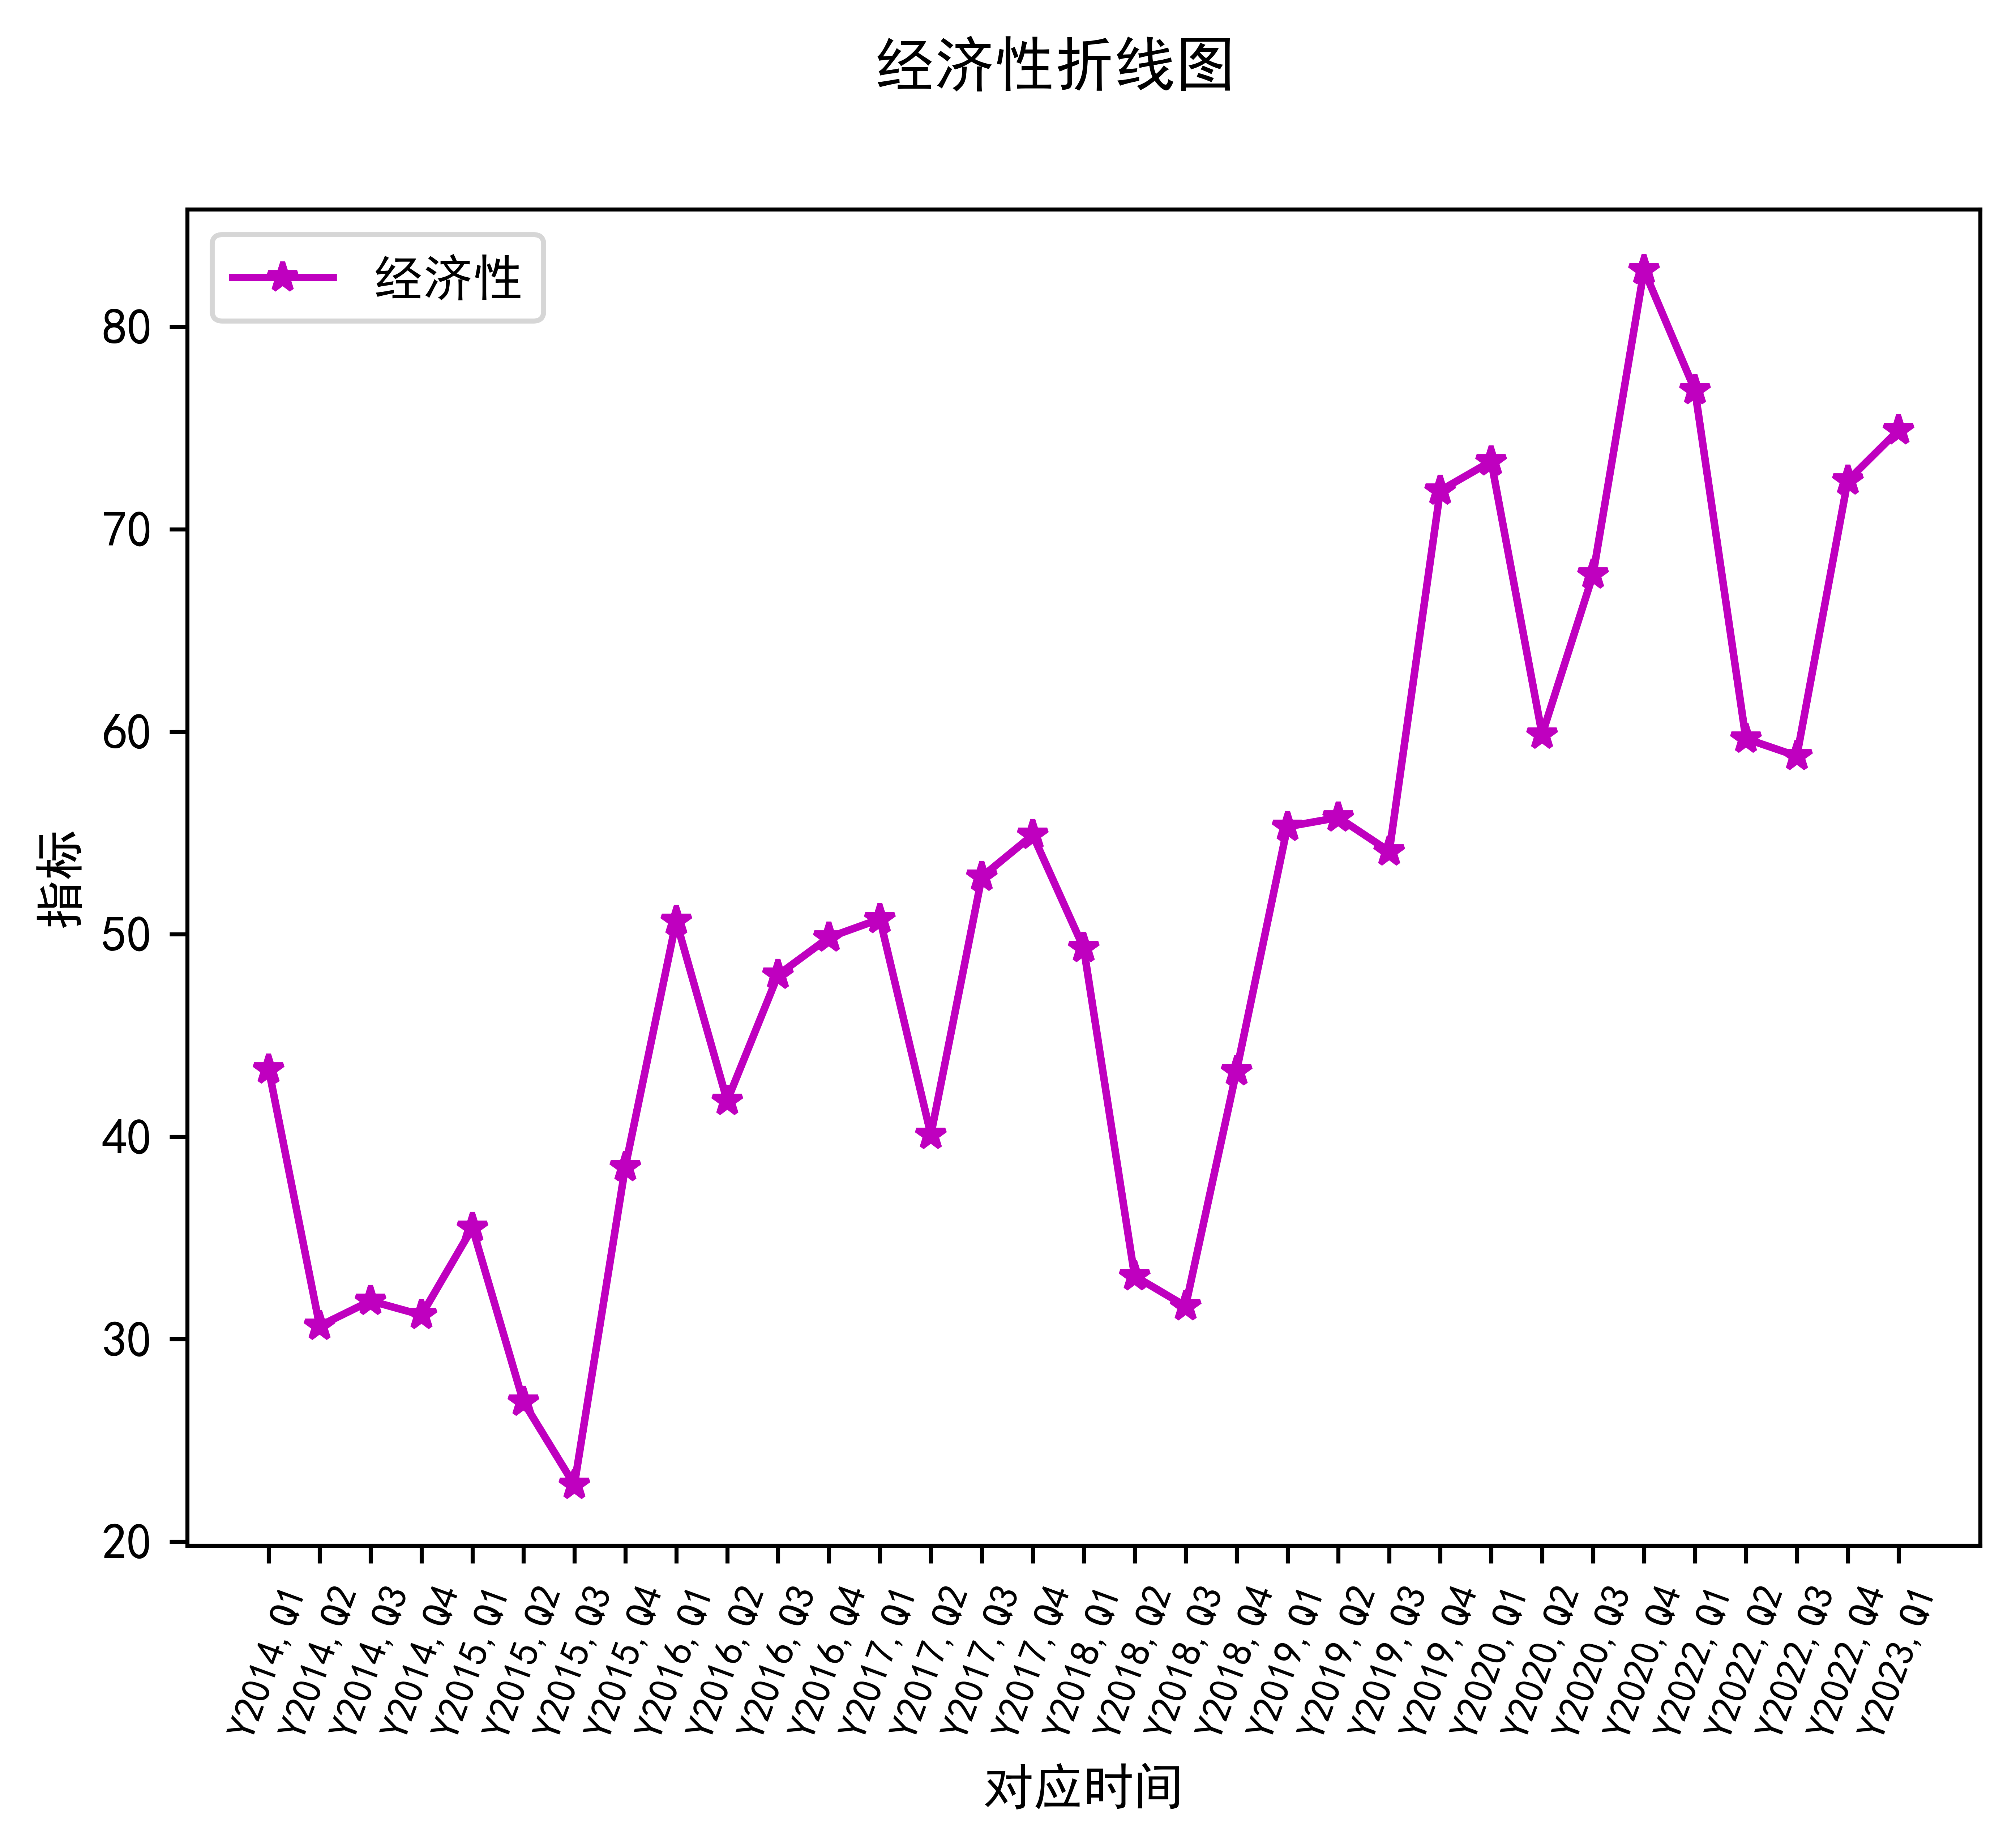 经济性折线图
经济性
80
70
60
50
40
30
20
指标
Y2014, Q1
Y2014, Q2
Y2014, Q3
Y2014, Q4
Y2015, Q1
Y2015, Q2
Y2015, Q3
Y2015, Q4
Y2016, Q1
Y2016, Q2
Y2016, Q3
Y2016, Q4
Y2017, Q1
Y2017, Q2
Y2017, Q3
Y2017, Q4
Y2018, Q1
Y2018, Q2
Y2018, Q3
Y2018, Q4
Y2019, Q1
Y2019, Q2
Y2019, Q3
Y2019, Q4
Y2020, Q1
Y2020, Q2
Y2020, Q3
Y2020, Q4
Y2022, Q1
Y2022, Q2
Y2022, Q3
Y2022, Q4
Y2023, Q1
对应时间